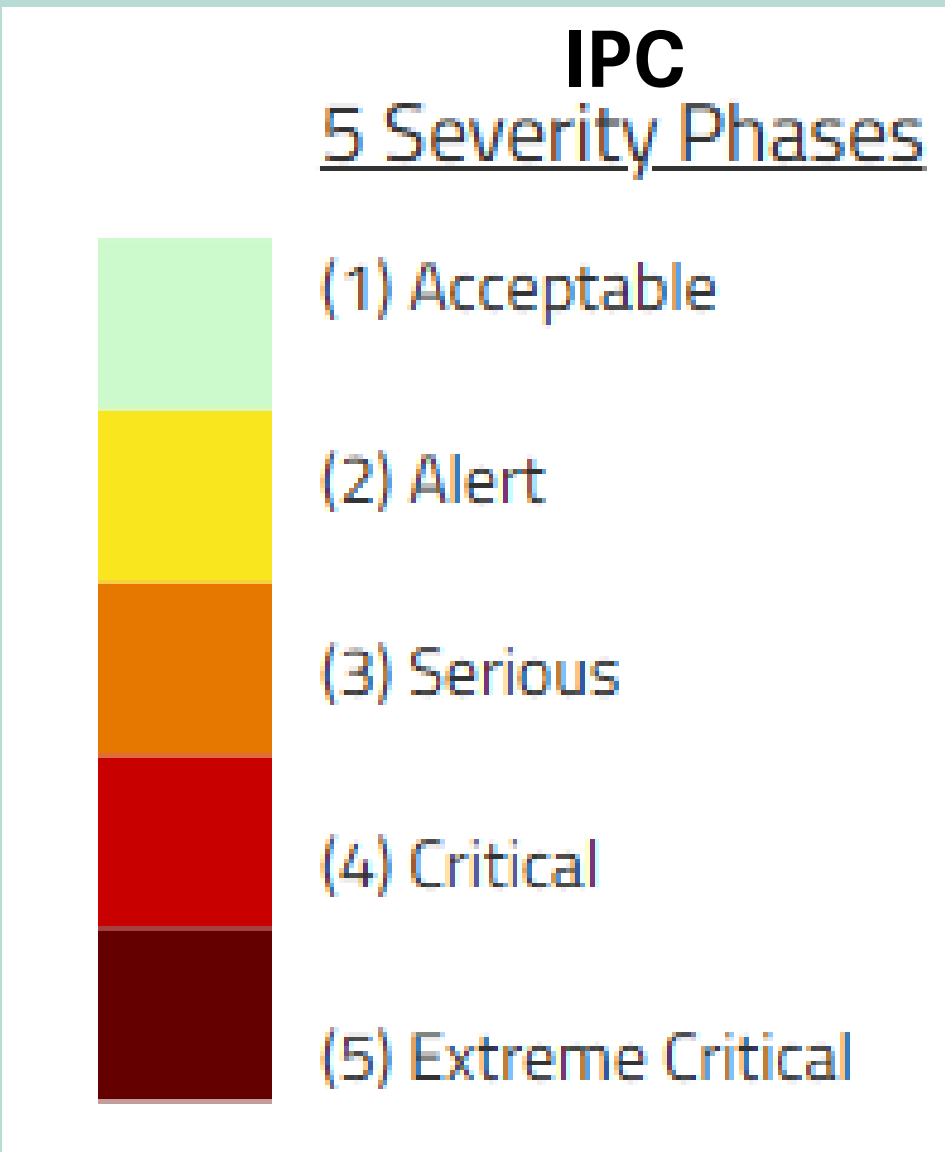 IPC
5 Severity Phases
(1) Acceptable
(2) Alert
(3) Serious
(4) Critical
(5) Extreme Critical